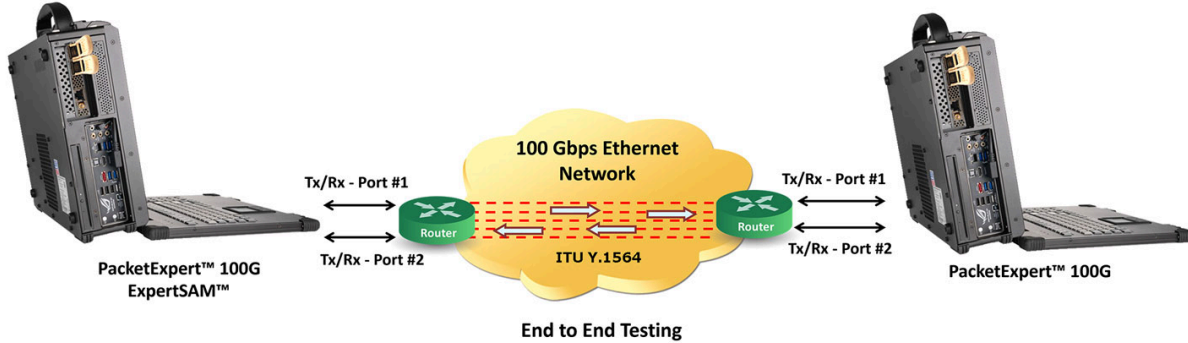 100 Gbps Ethernet
Network
Tx/Rx - Port #1
Tx/Rx - Port #1
Router
Router
Tx/Rx - Port #2
Tx/Rx - Port #2
ITU Y.1564
PacketExpert™ 100G
ExpertSAM™
PacketExpert™ 100G
End to End Testing